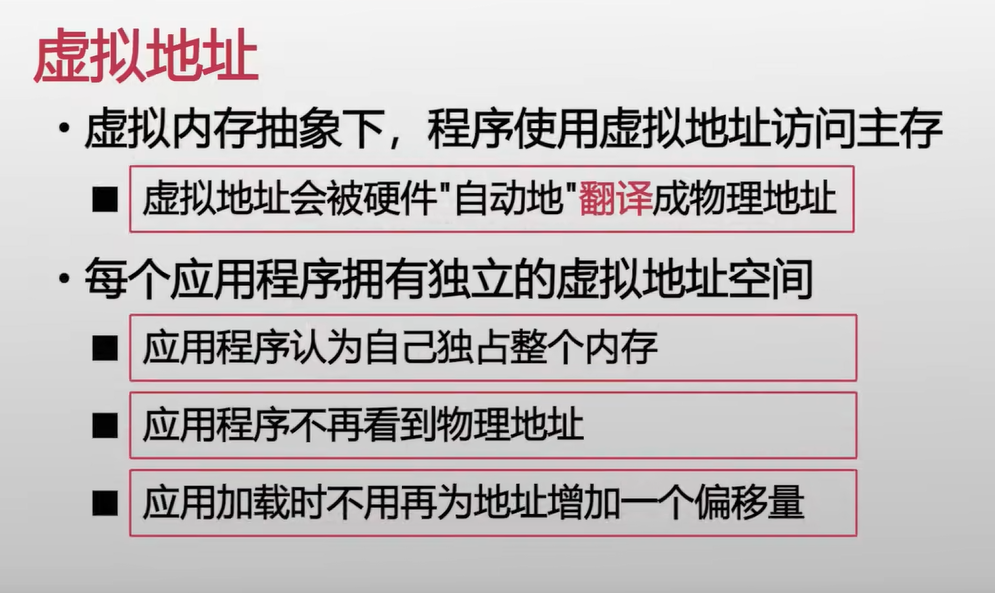 虚拟地址
• 虚拟内存抽象下，程序使用虚拟地址访问主存
■ 虚拟地址会被硬件"自动地"翻译成物理地址
• 每个应用程序拥有独立的虚拟地址空间
■ 应用程序认为自己独占整个内存
■ 应用程序不再看到物理地址
■ 应用加载时不用再为地址增加一个偏移量